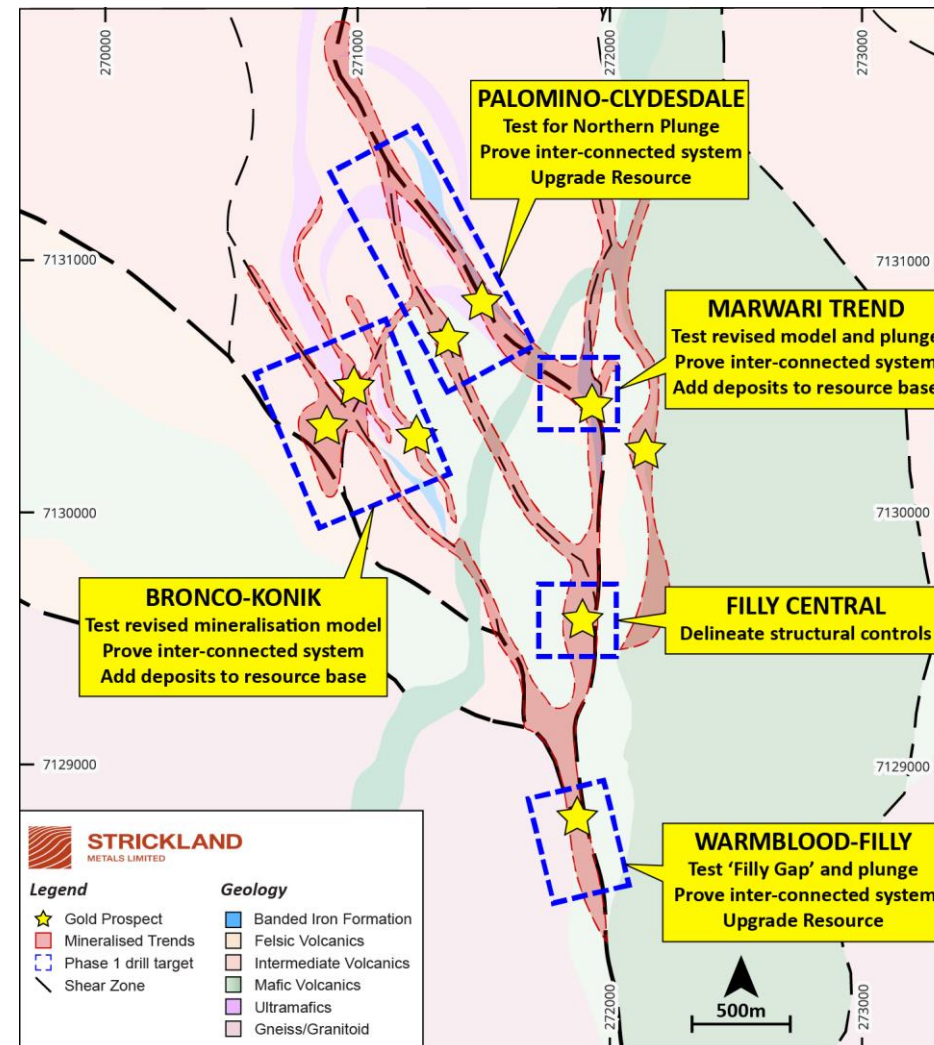 270000
271000
272000
273000
PALOMINO-CLYDESDALE
Test for Northern Plunge
Prove inter-connected system
Upgrade Resource
7131000
7131000
MARWARI TREND
Test revised model and plunge
Prove inter-connected system
Add deposits to resource base
7130000
7130000
BRONCO-KONIK
Test revised mineralisation model
Prove inter-connected system
Add deposits to resource base
FILLY CENTRAL
Delineate structural controls
7129000
7129000
WARMBLOOD-FILLY
Test ‘Filly Gap’ and plunge
Prove inter-connected system
Upgrade Resource
STRICKLAND
METALS LIMITED
Legend
Gold Prospect
Mineralised Trends
Phase 1 drill target
Shear Zone
Geology
Banded Iron Formation
Felsic Volcanics
Intermediate Volcanics
Mafic Volcanics
Ultramafics
Gneiss/Granitoid
500m
272000
273000